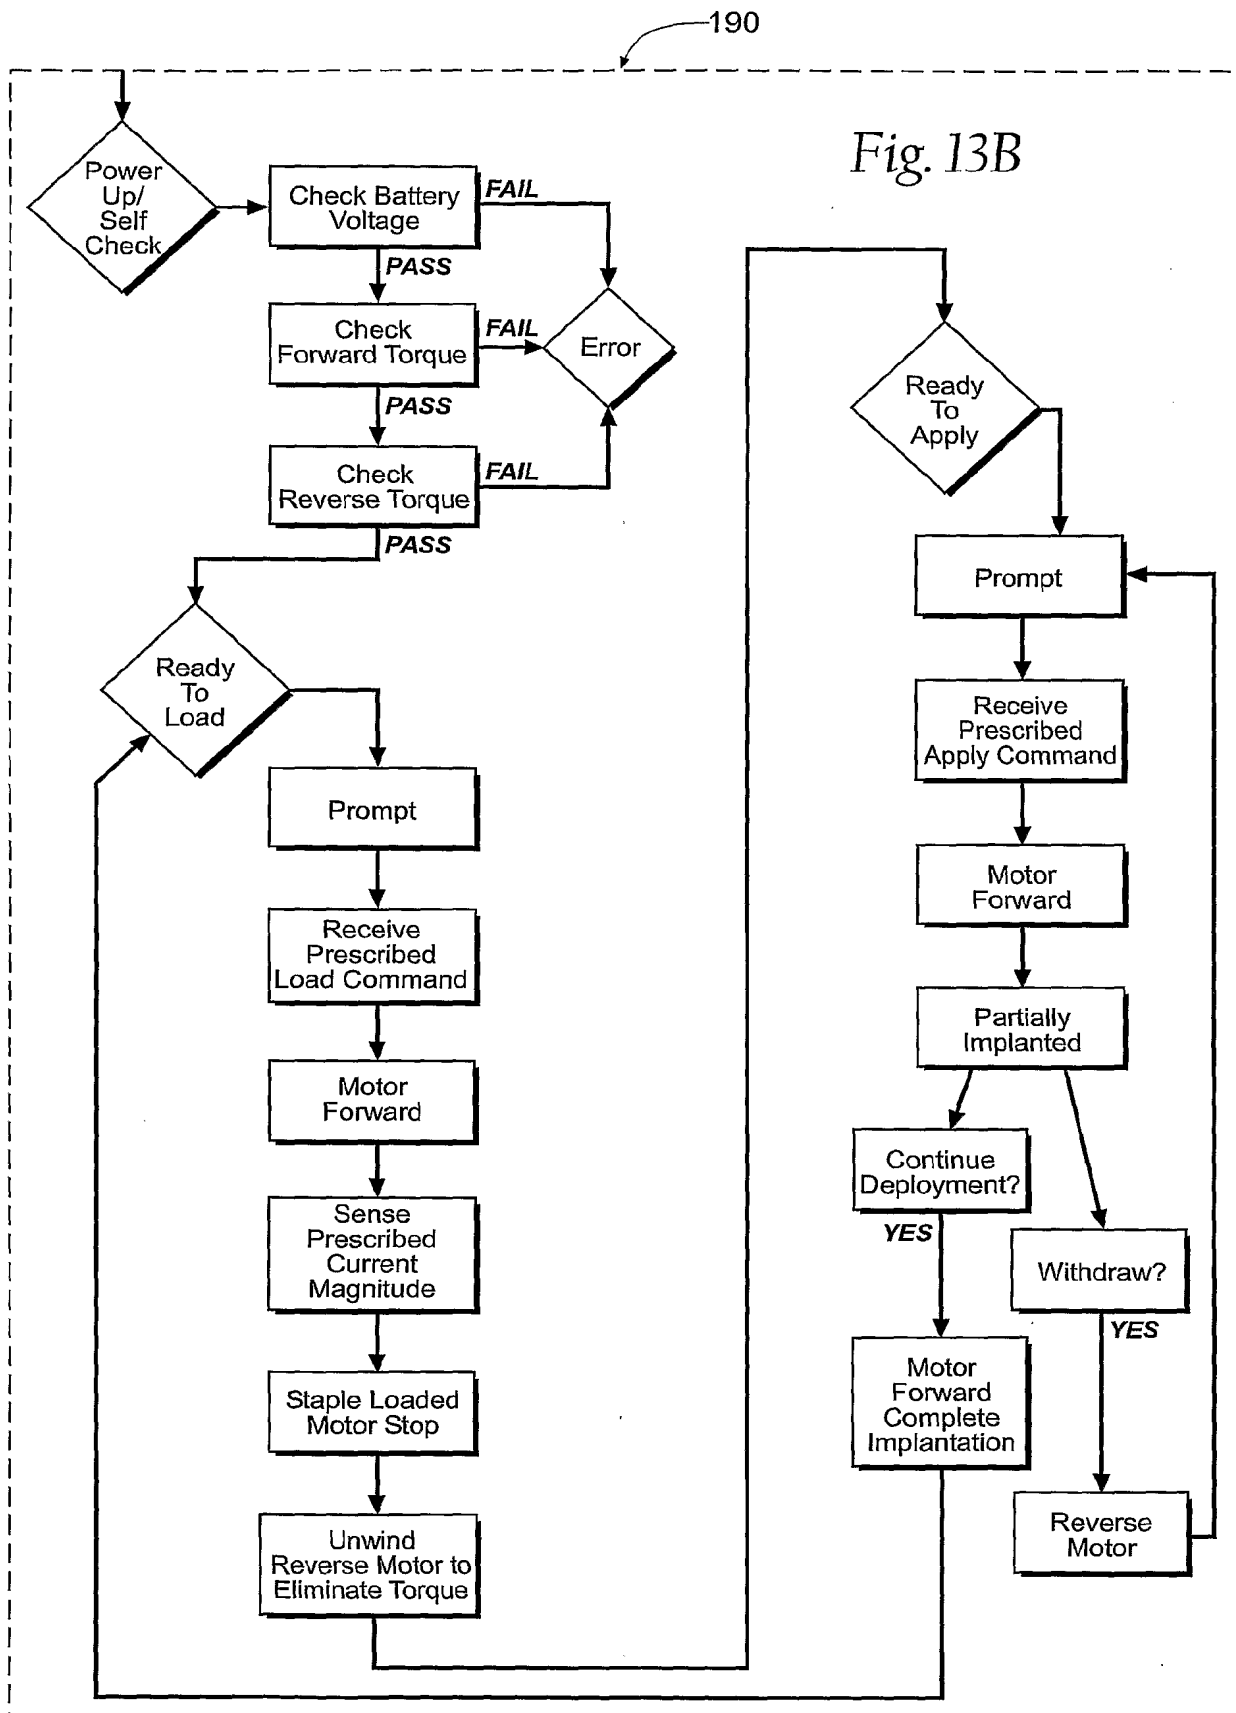 190
Fig. 13B
Power
Up/
Self
Check
Check Battery
Voltage
FAIL
PASS
Check
Forward Torque
FAIL
Error
PASS
Check
Reverse Torque
FAIL
PASS
Ready
To
Load
Prompt
Receive
Prescribed
Load Command
Motor
Forward
Sense
Prescribed
Current
Magnitude
Staple Loaded
Motor Stop
Unwind
Reverse Motor to
Eliminate Torque
Ready
To
Apply
Prompt
Receive
Prescribed
Apply Command
Motor
Forward
Partially
Implanted
Continue
Deployment?
YES
Withdraw?
YES
Motor
Forward
Complete
Implantation
Reverse
Motor